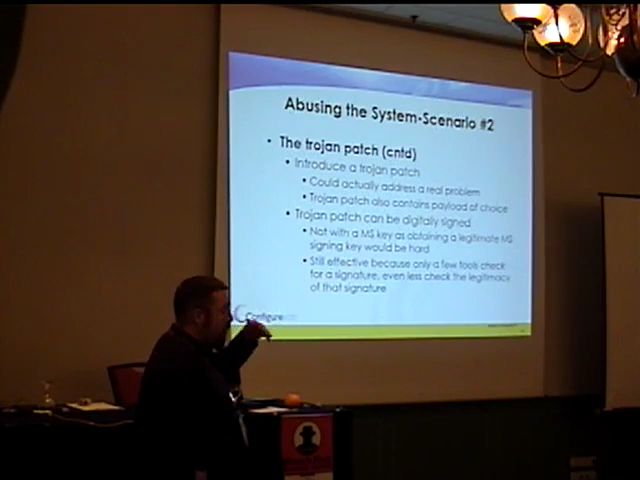 Abusing the System-Scenario #2
• The trojan patch (cntd)
• Introduce a trojan patch
• Could actually address a real problem
• Trojan patch also contains payload of choice
• Trojan patch can be digitally signed
• Not with a MS key as obtaining a legitimate MS
signing key would be hard
• Still effective because only a few tools check
for a signature, even less check the legitimacy
of that signature
Configure